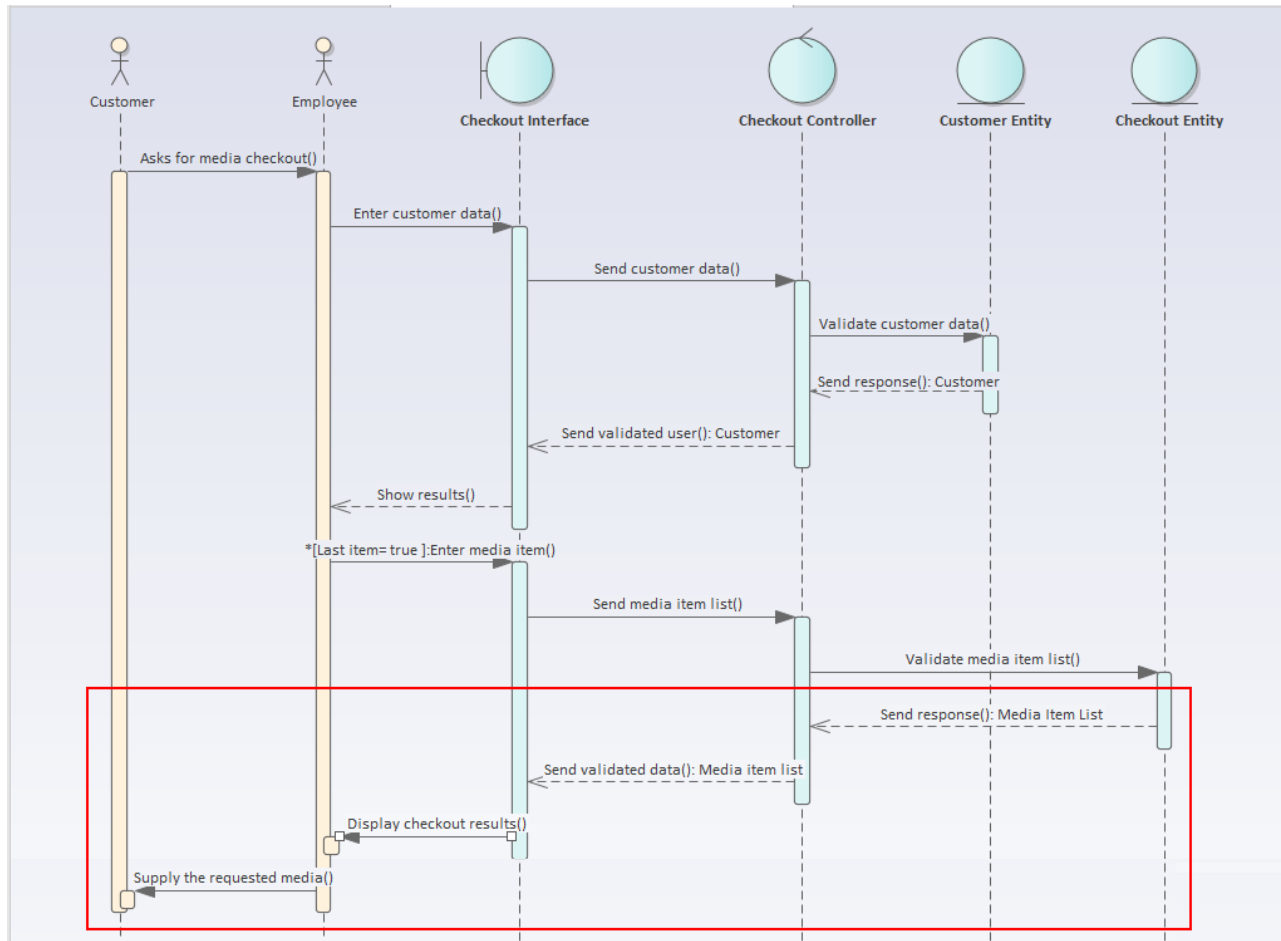 Customer
Employee
Checkout Interface
Checkout Controller
Customer Entity
Checkout Entity
Asks for media checkout()
Enter customer data()
Send customer data()
Validate customer data()
Send response(): Customer
Send validated user(): Customer
Show results()
*[Last item= true ]:Enter media item()
Send media item list()
Validate media item list()
Send response(): Media Item List
Send validated data(): Media item list
Display checkout results()
Supply the requested media()